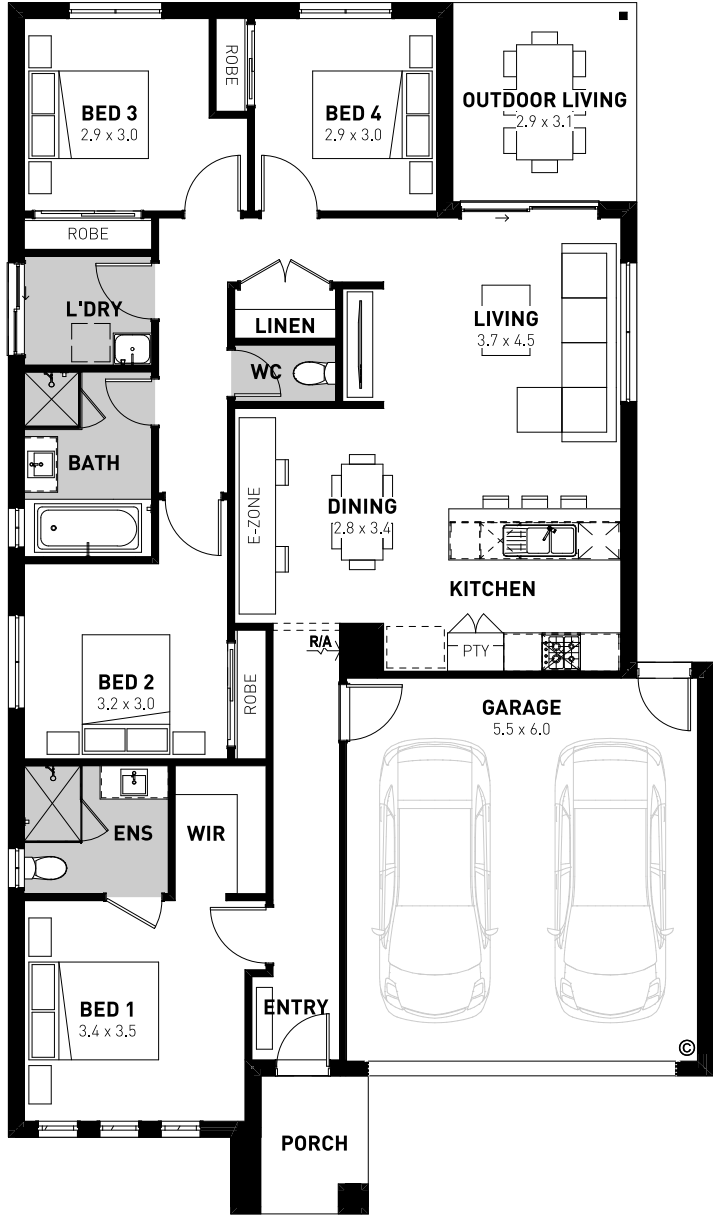 BED 3
2.9 x 3.0
ROBE
BED 4
2.9 x 3.0
OUTDOOR LIVING
2.9 x 3.1
ROBE
L'DRY
LINEN
LIVING
3.7 x 4.5
WC
BATH
E-ZONE
DINING
2.8 x 3.4
KITCHEN
R/A
PTY
BED 2
3.2 x 3.0
ROBE
GARAGE
5.5 x 6.0
ENS
WIR
BED 1
3.4 x 3.5
ENTRY
©
PORCH